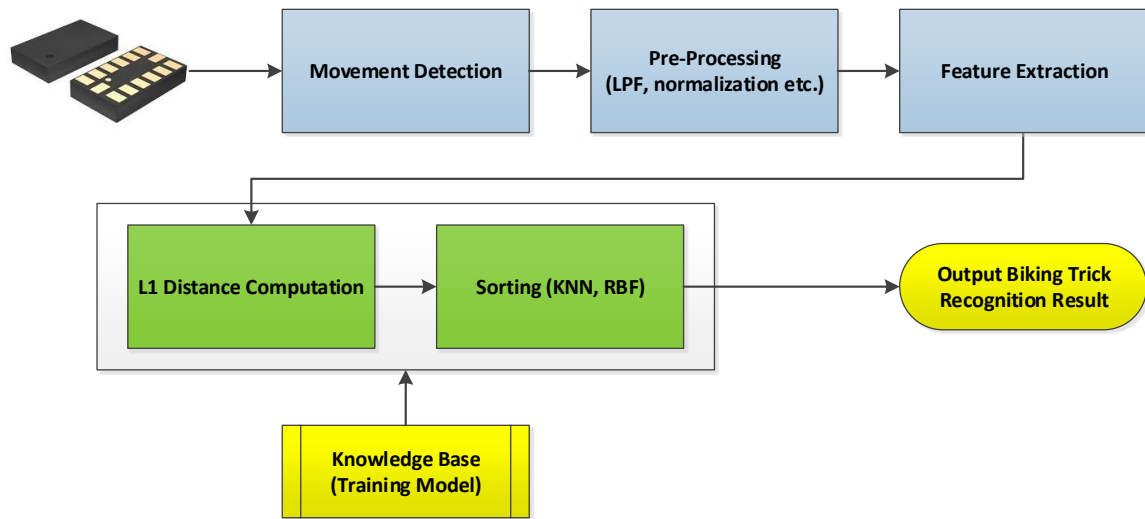 Movement Detection
Pre-Processing
(LPF, normalization etc.)
Feature Extraction
L1 Distance Computation
Sorting (KNN, RBF)
Output Biking Trick
Recognition Result
Knowledge Base
(Training Model)